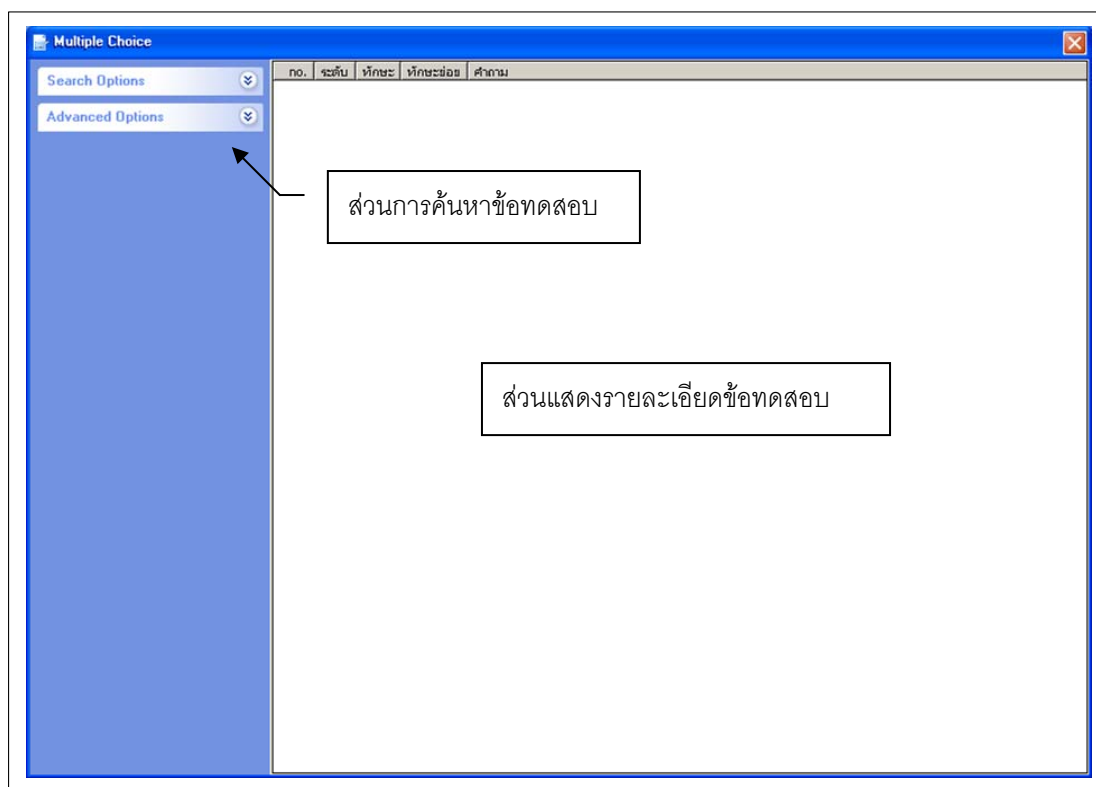 Multiple Choice
Search Options
Advanced Options
no. ระดับ ทักษะ ทักษะย่อย คำถาม
ส่วนการค้นหาข้อทดสอบ
ส่วนแสดงรายละเอียดข้อทดสอบ